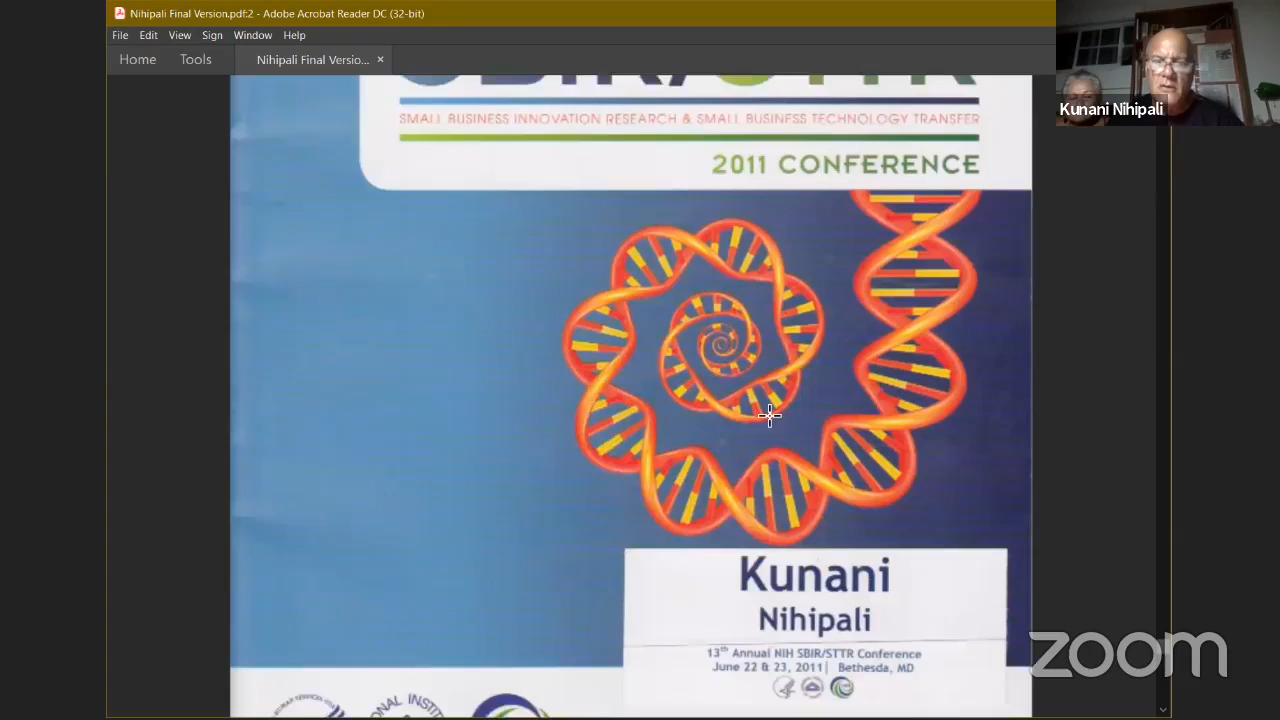 Nihipali Final Version.pdf:2 - Adobe Acrobat Reader DC (32-bit)
File Edit View Sign Window Help
Home Tools Nihipali Final Versio... ×
Kunani Nihipali
SBIR/STTR
SMALL BUSINESS INNOVATION RESEARCH & SMALL BUSINESS TECHNOLOGY TRANSFER
2011 CONFERENCE
Kunani
Nihipali
13th Annual NIH SBIR/STTR Conference
June 22 & 23, 2011| Bethesda, MD
zoom